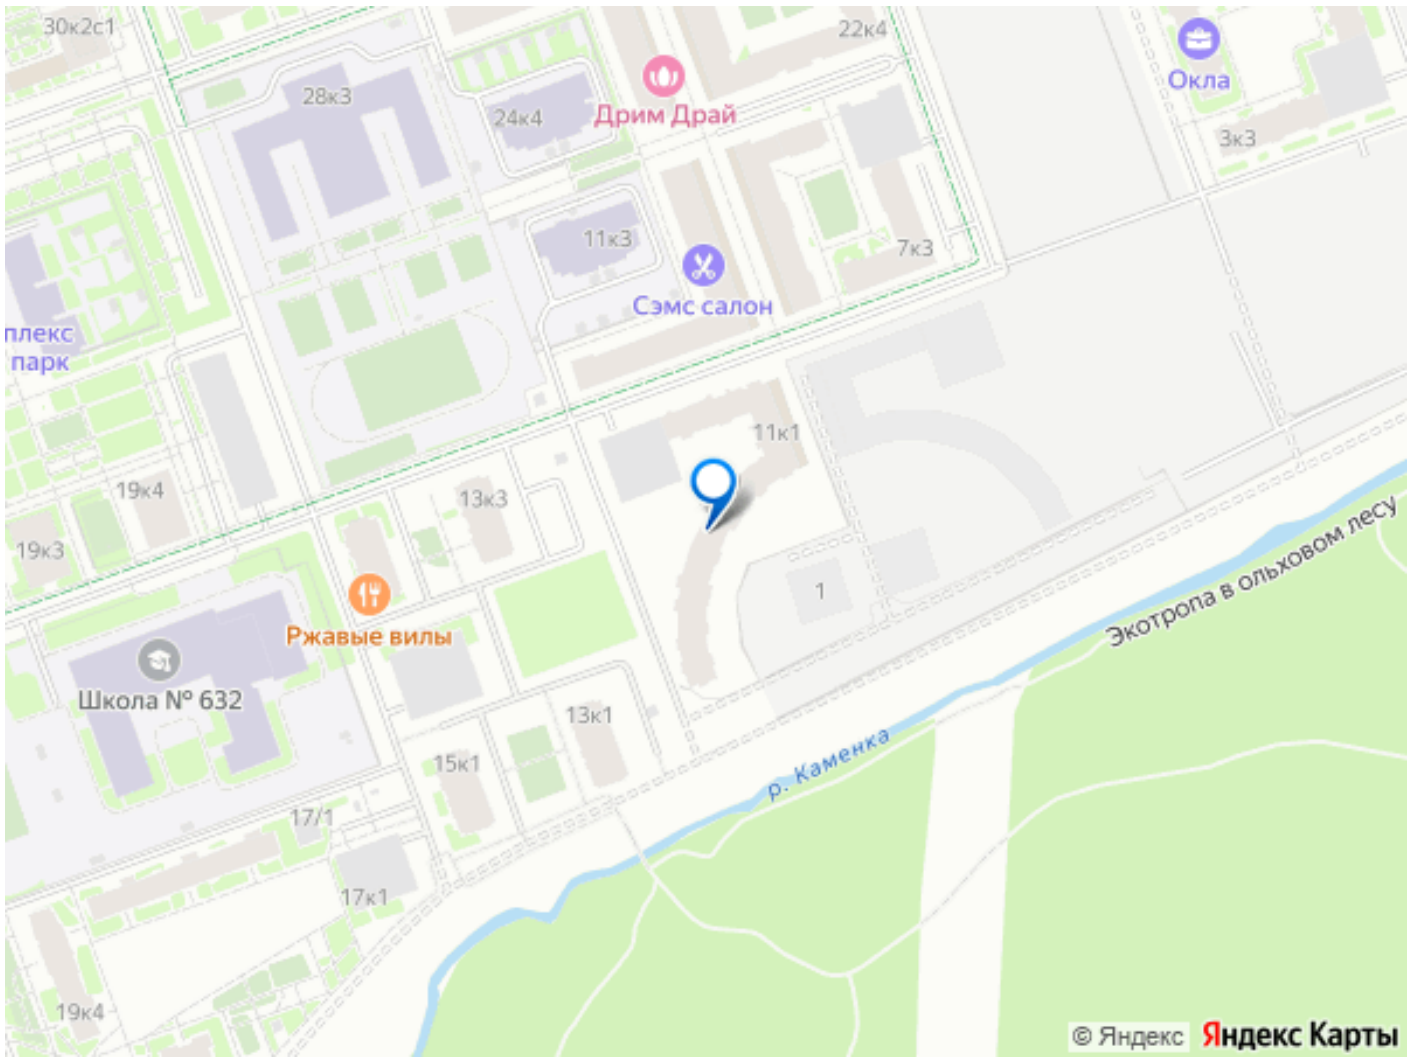 30к2с1
22к4
Окла
28к3
24к4
Дрим Драй
3к3
11к3
7к3
Сэмс салон
плекс
парк
11к1
19к4
13к3
19к3
1
Экотропа в ольховом лесу
Ржавые вилы
Школа № 632
13к1
15к1
р. Каменка
17/1
17к1
19к4
© Яндекс Яндекс Карты